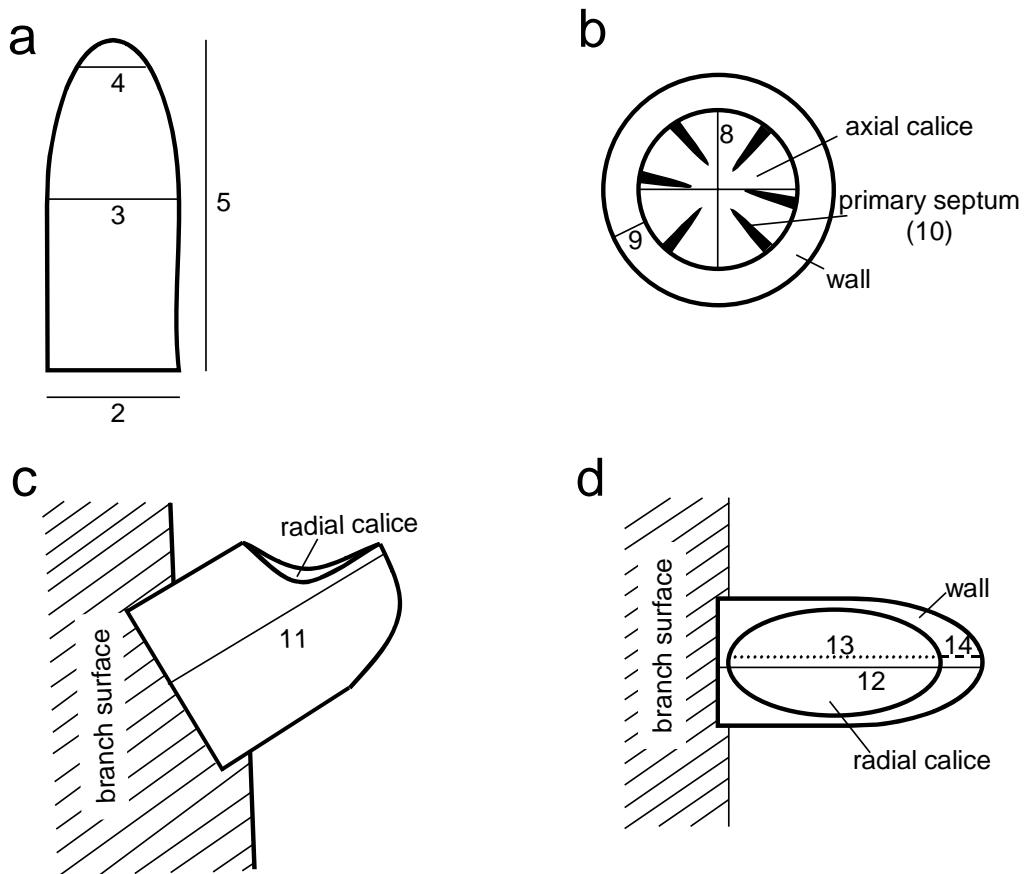 a
4
3
5
2
b
8
axial calice
primary septum
(10)
9
wall
c
radial calice
11
branch surface
d
wall
13
14
12
branch surface
radial calice